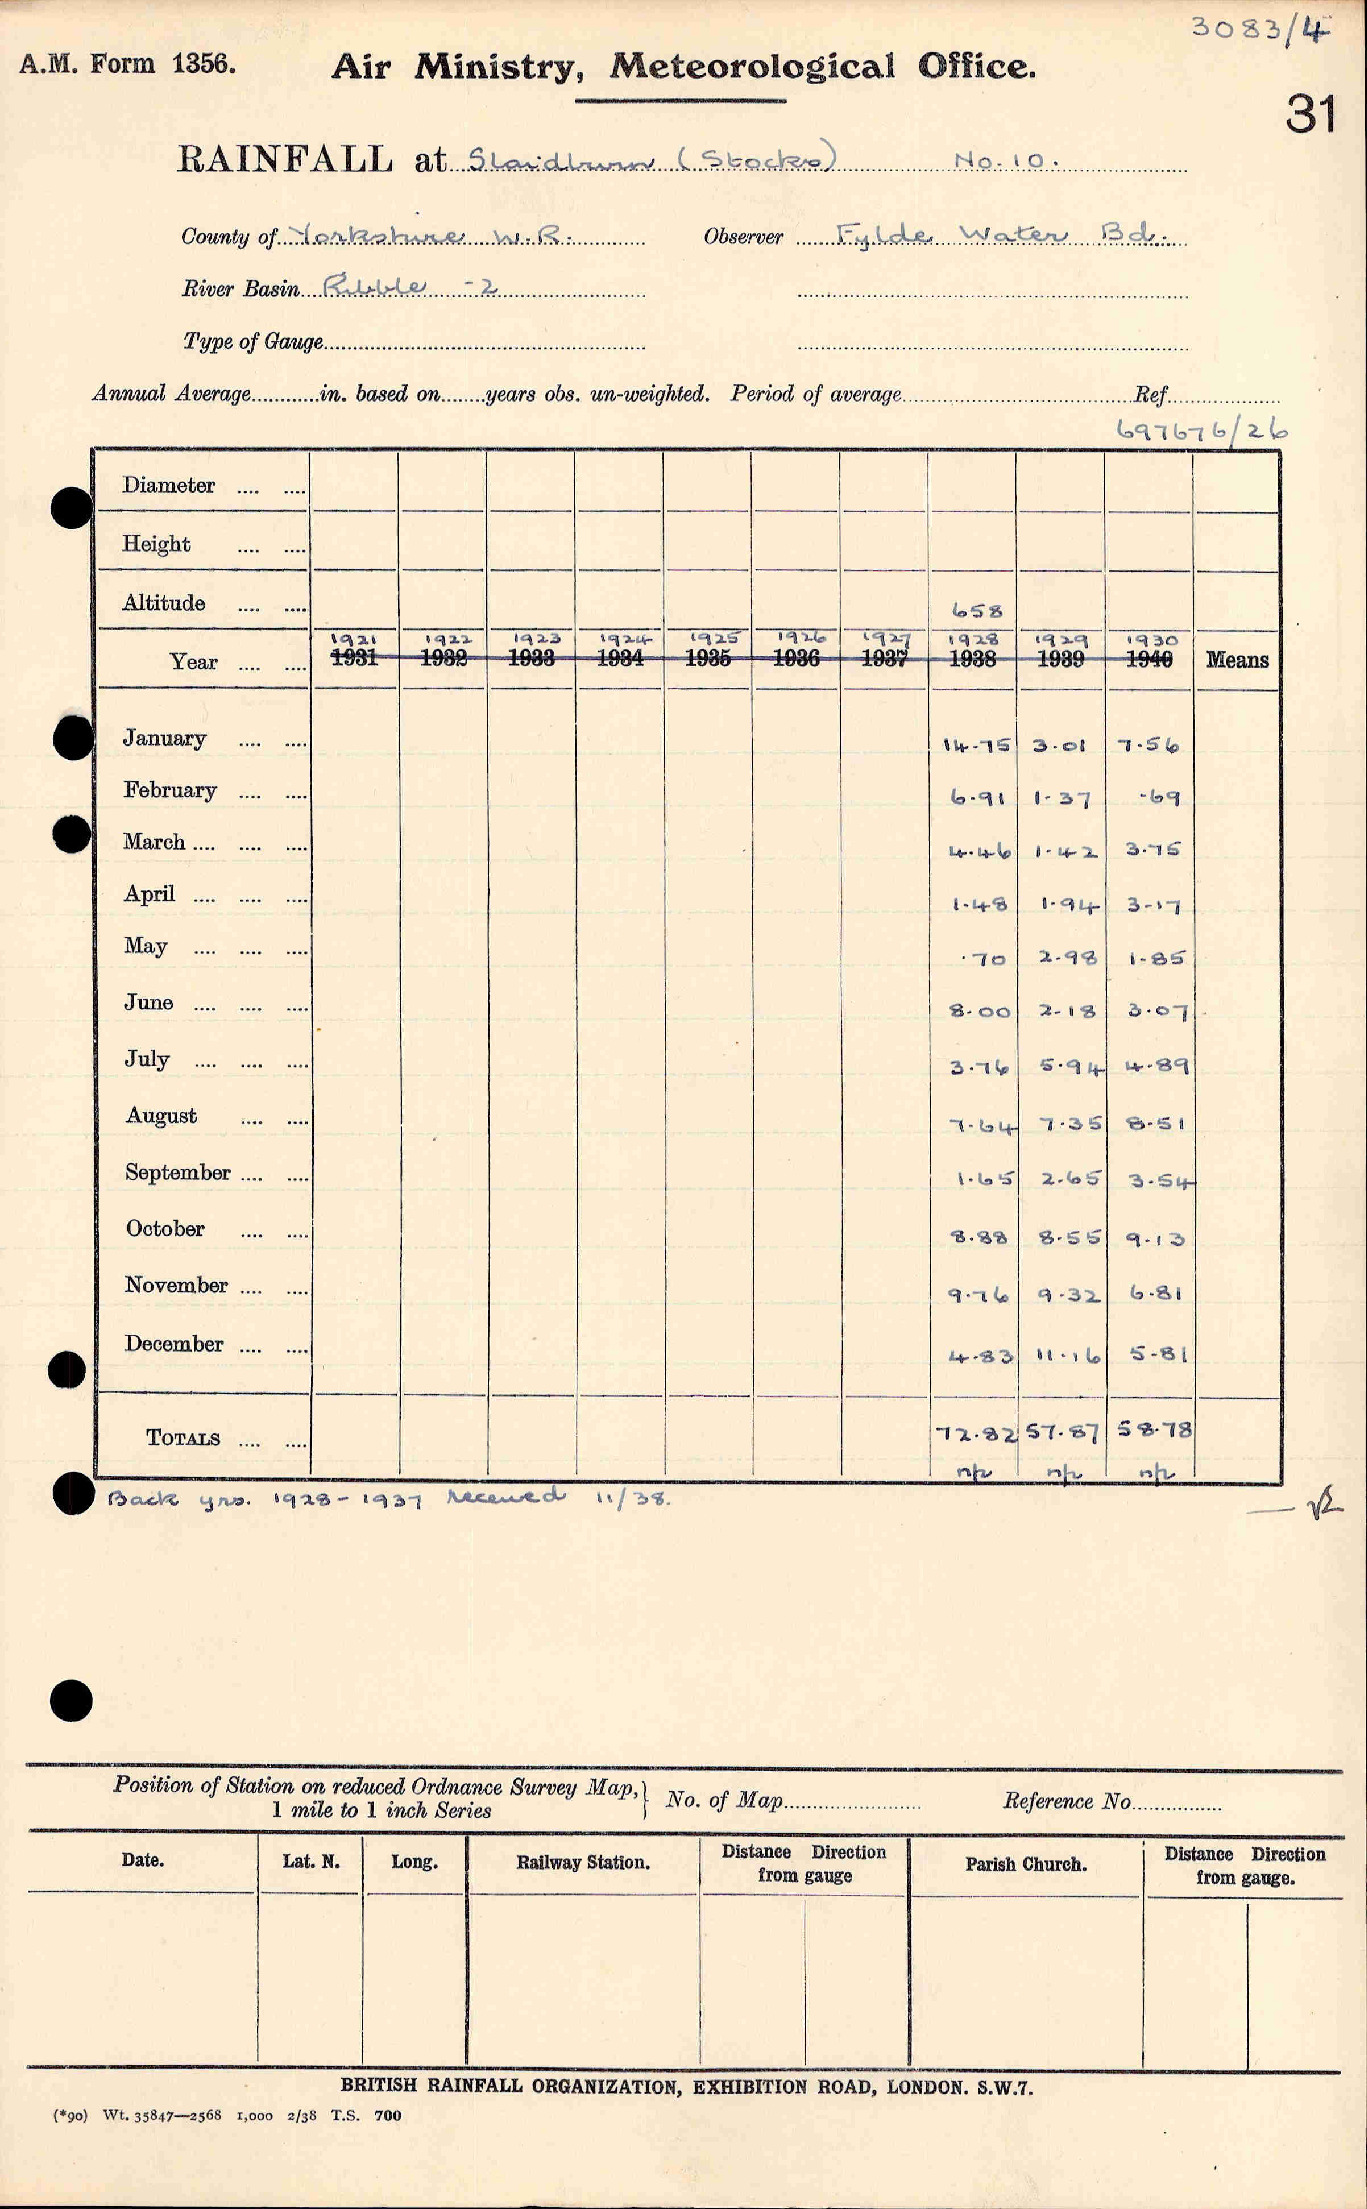 3083/4
A.M. Form 1356. Air Ministry, Meteorological Office.
31
RAINFALL at Slaidburn (Stocks) No. 10.
County of Yorkshire W.R. Observer Fylde Water Bd.
River Basin Ribble -2
Type of Gauge
Annual Average in. based on years obs. un-weighted. Period of average Ref
697676/26
Diameter
Height
Altitude 658
1921 1922 1923 1924 1925 1926 1927 1928 1929 1930
Year 1931 1932 1933 1934 1935 1936 1937 1938 1939 1940 Means
January 14.75 3.01 7.56
February 6.91 1.37 .69
March 4.46 1.42 3.75
April 1.48 1.94 3.17
May .70 2.98 1.85
June 8.00 2.18 3.07
July 3.76 5.94 4.89
August 7.64 7.35 8.51
September 1.65 2.65 3.54
October 8.88 8.55 9.13
November 9.76 9.32 6.81
December 4.83 11.16 5.81
TOTALS 72.82 57.87 58.78
np np np
Back yrs. 1928-1937 received 11/38.
Position of Station on reduced Ordnance Survey Map, } No. of Map Reference No
1 mile to 1 inch Series
Date. Lat. N. Long. Railway Station. Distance Direction from gauge Parish Church. Distance Direction from gauge.
BRITISH RAINFALL ORGANIZATION, EXHIBITION ROAD, LONDON. S.W.7.
(*90) Wt. 35847—2568 1,000 2/38 T.S. 700